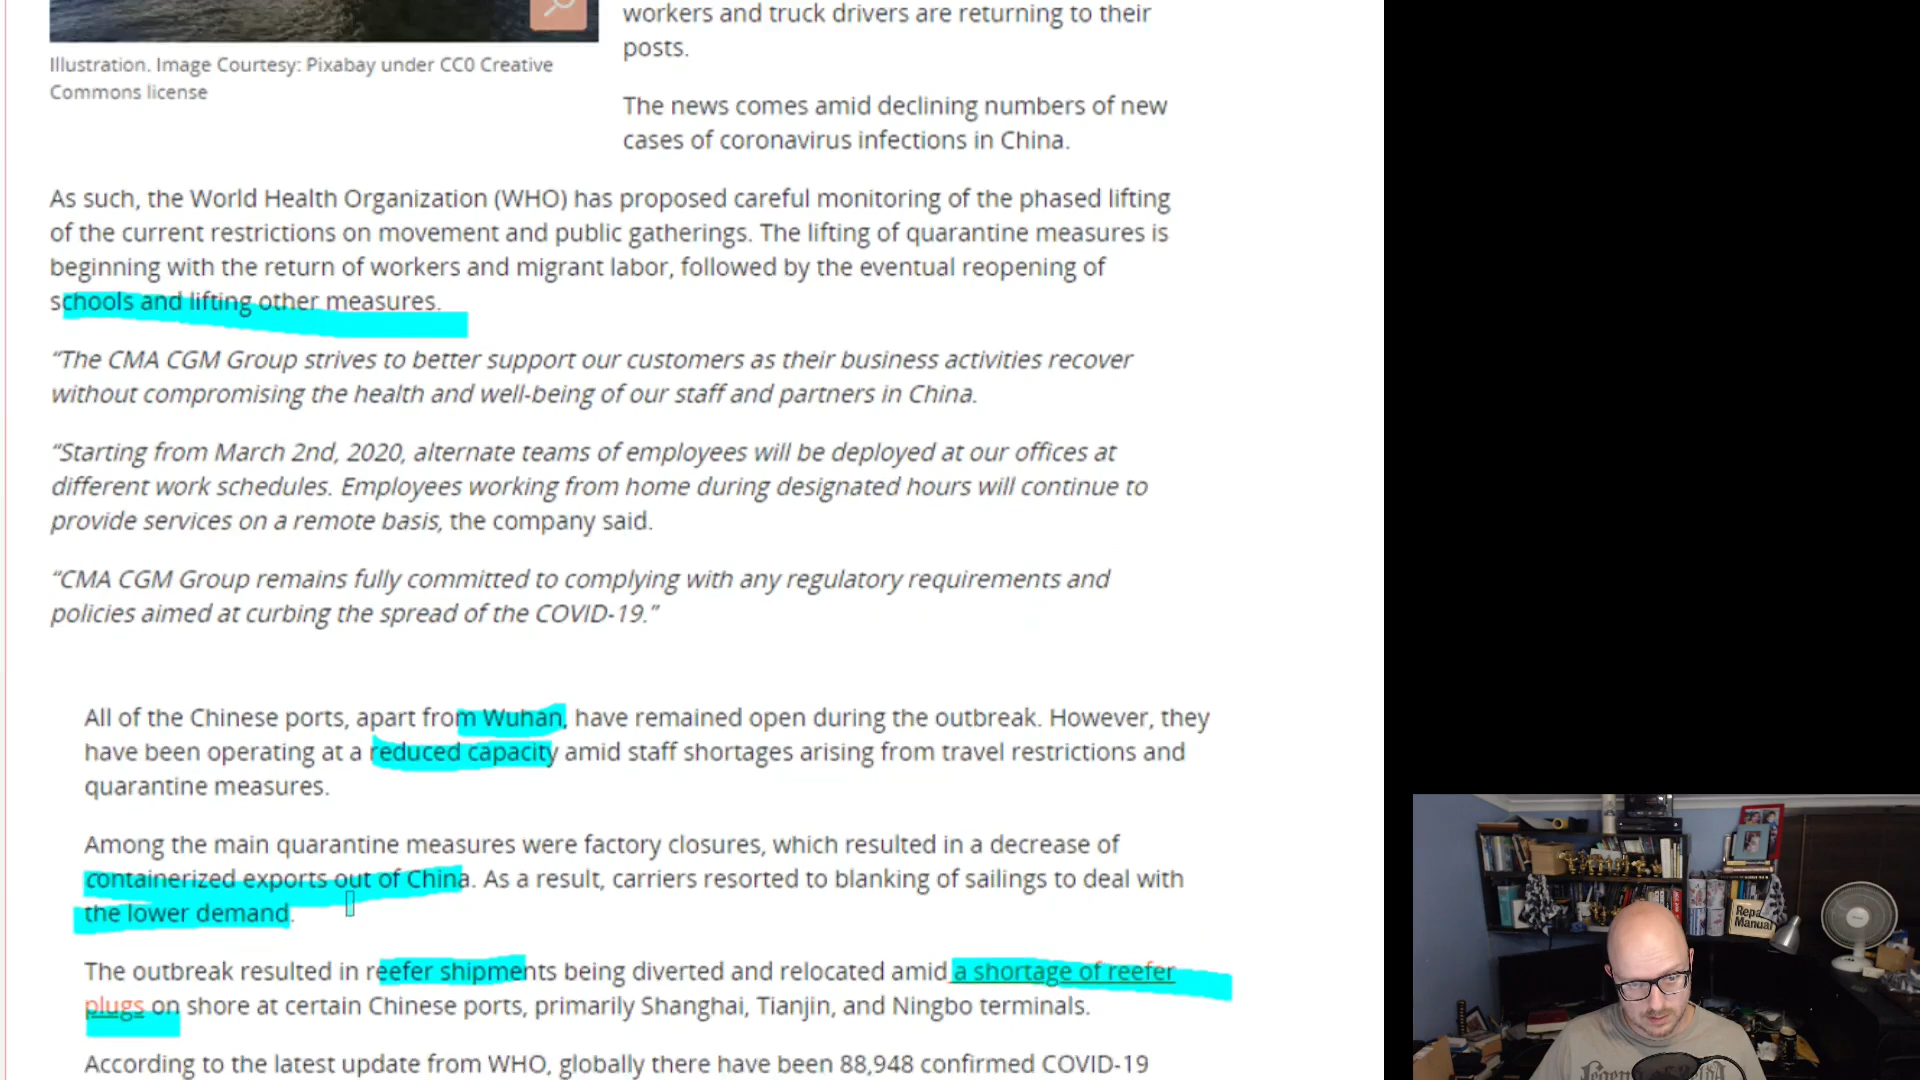 workers and truck drivers are returning to their
posts.
Illustration. Image Courtesy: Pixabay under CC0 Creative
Commons license
The news comes amid declining numbers of new
cases of coronavirus infections in China.
As such, the World Health Organization (WHO) has proposed careful monitoring of the phased lifting
of the current restrictions on movement and public gatherings. The lifting of quarantine measures is
beginning with the return of workers and migrant labor, followed by the eventual reopening of
schools and lifting other measures.
“The CMA CGM Group strives to better support our customers as their business activities recover
without compromising the health and well-being of our staff and partners in China.
“Starting from March 2nd, 2020, alternate teams of employees will be deployed at our offices at
different work schedules. Employees working from home during designated hours will continue to
provide services on a remote basis, the company said.
“CMA CGM Group remains fully committed to complying with any regulatory requirements and
policies aimed at curbing the spread of the COVID-19.”
All of the Chinese ports, apart from Wuhan, have remained open during the outbreak. However, they
have been operating at a reduced capacity amid staff shortages arising from travel restrictions and
quarantine measures.
Among the main quarantine measures were factory closures, which resulted in a decrease of
containerized exports out of China. As a result, carriers resorted to blanking of sailings to deal with
the lower demand.
The outbreak resulted in reefer shipments being diverted and relocated amid a shortage of reefer
plugs on shore at certain Chinese ports, primarily Shanghai, Tianjin, and Ningbo terminals.
According to the latest update from WHO, globally there have been 88,948 confirmed COVID-19
Repair
Manual